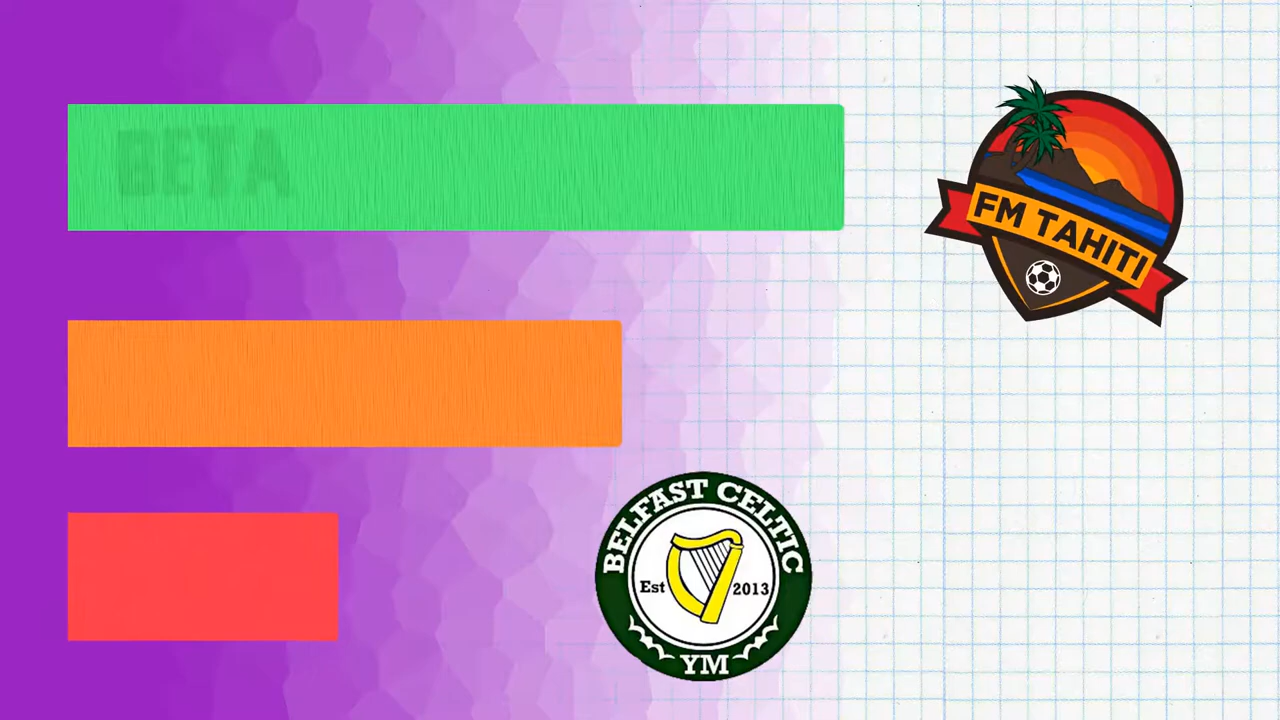 BETA
FM TAHITI
BELFAST CELTIC
Est 2013
YM